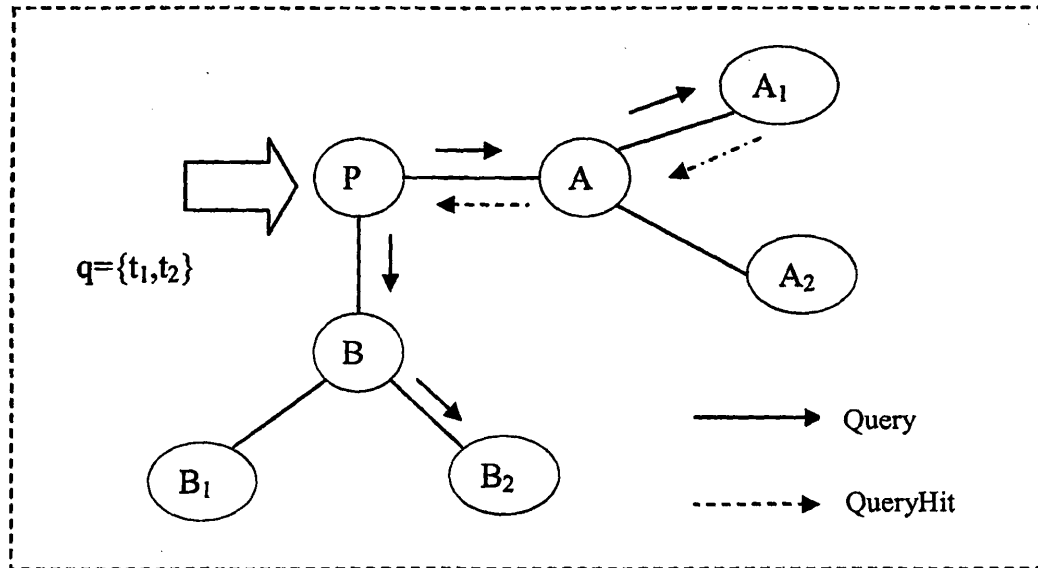 A₁
P
A
q={t₁,t₂}
A₂
B
Query
B₁
B₂
QueryHit